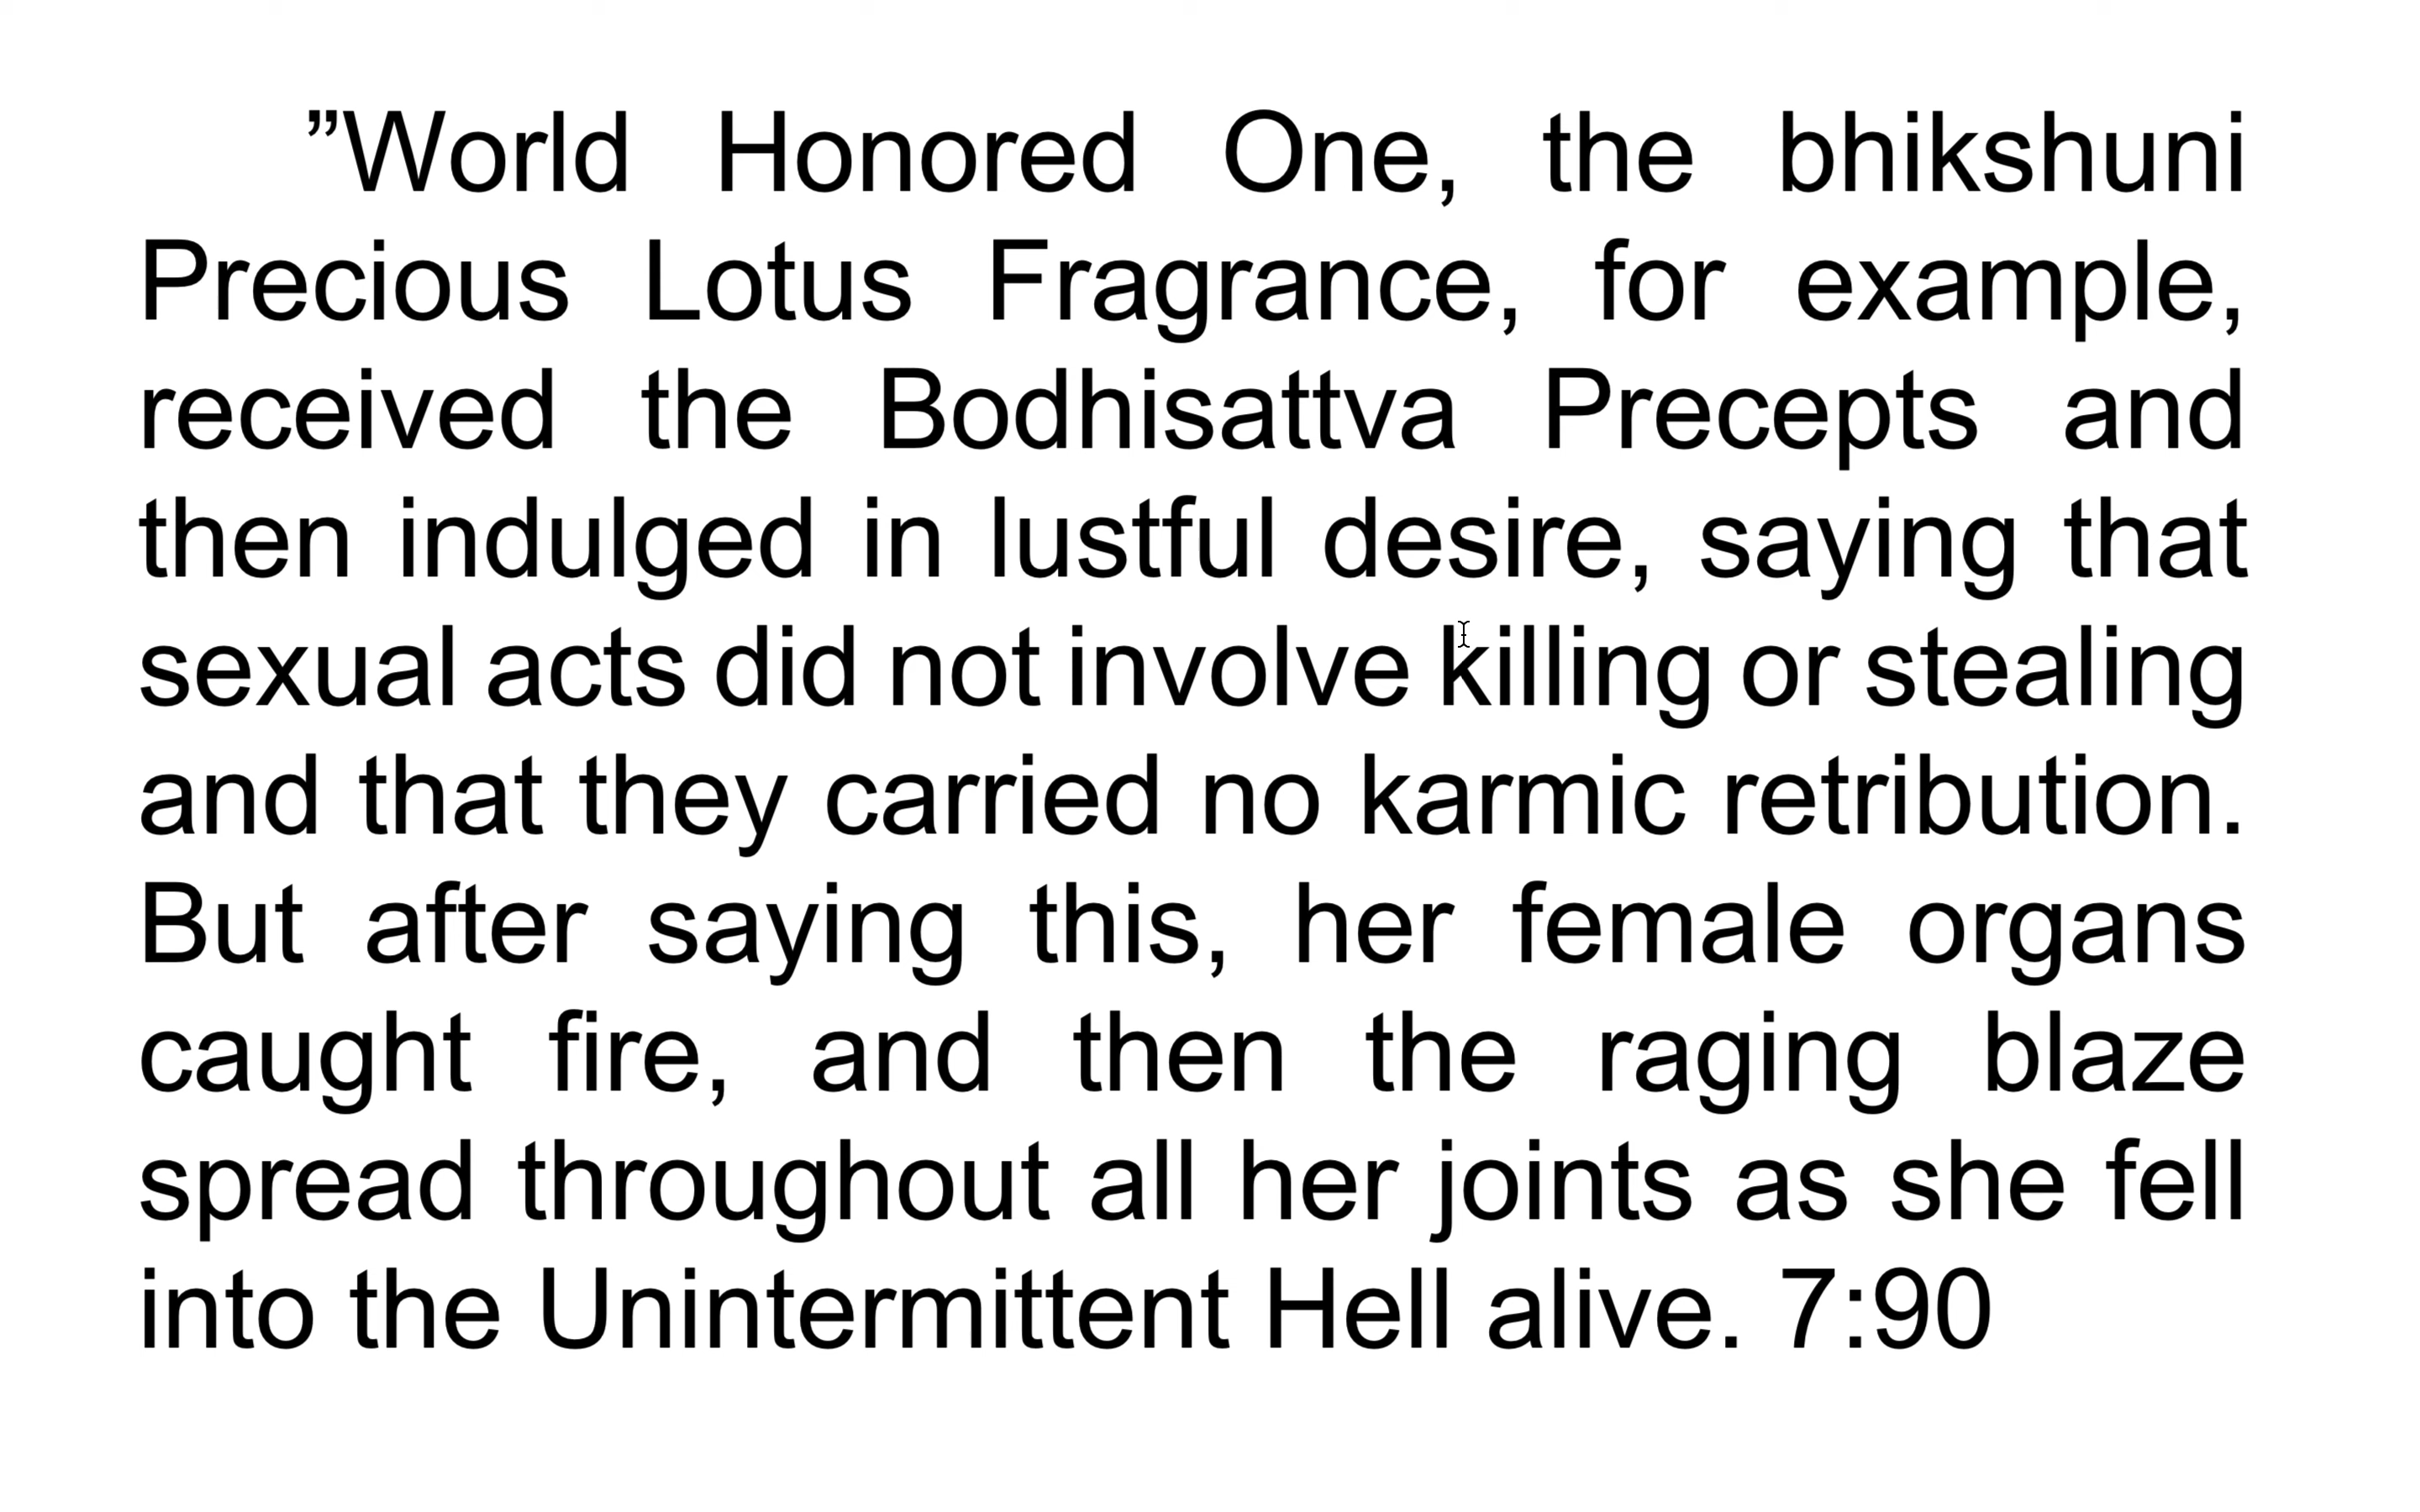 ”World Honored One, the bhikshuni
Precious Lotus Fragrance, for example,
received the Bodhisattva Precepts and
then indulged in lustful desire, saying that
sexual acts did not involve killing or stealing
and that they carried no karmic retribution.
But after saying this, her female organs
caught fire, and then the raging blaze
spread throughout all her joints as she fell
into the Unintermittent Hell alive. 7:90